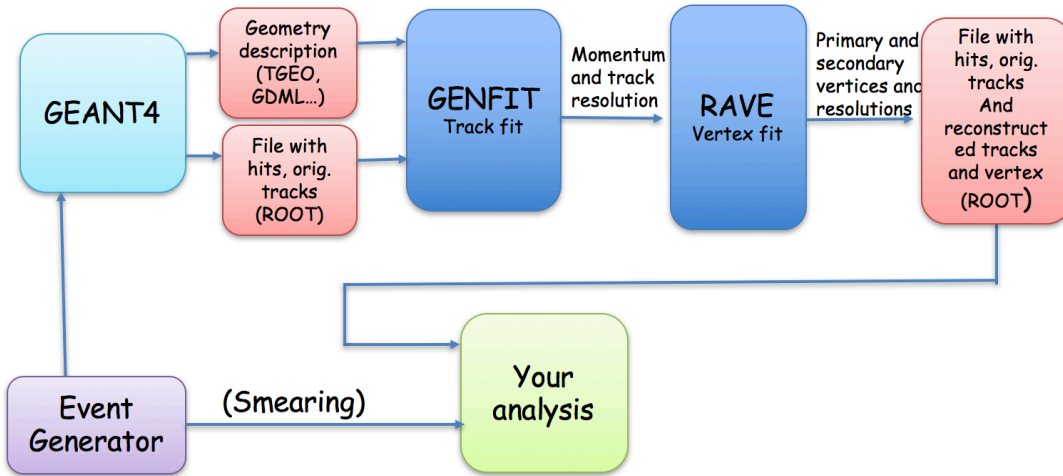 GEANT4
Geometry
description
(TGEO,
GDML...)
File with
hits, orig.
tracks
(ROOT)
GENFIT
Track fit
Momentum
and track
resolution
RAVE
Vertex fit
Primary and
secondary
vertices and
resolutions
File with
hits, orig.
tracks
And
reconstruct
ed tracks
and vertex
(ROOT)
Event
Generator
(Smearing)
Your
analysis